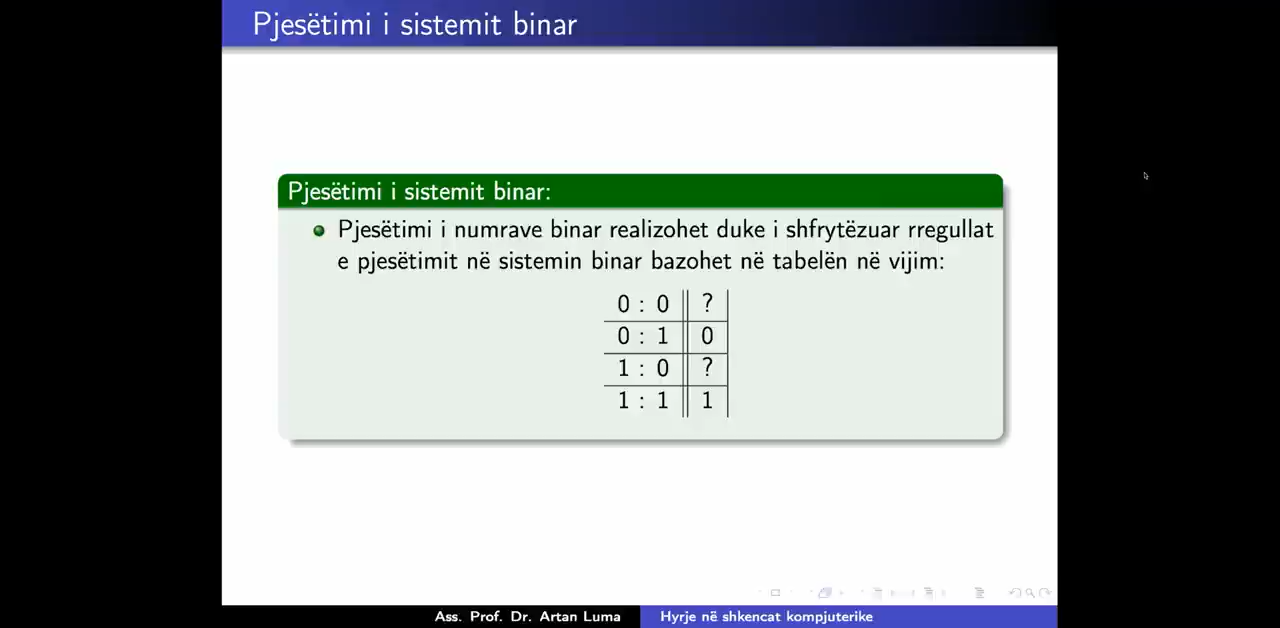 Pjesëtimi i sistemit binar
Pjesëtimi i sistemit binar:
Pjesëtimi i numrave binar realizohet duke i shfrytëzuar rregullat
e pjesëtimit në sistemin binar bazohet në tabelën në vijim:
0 : 0 ?
0 : 1 0
1 : 0 ?
1 : 1 1
Ass. Prof. Dr. Artan Luma Hyrje në shkencat kompjuterike